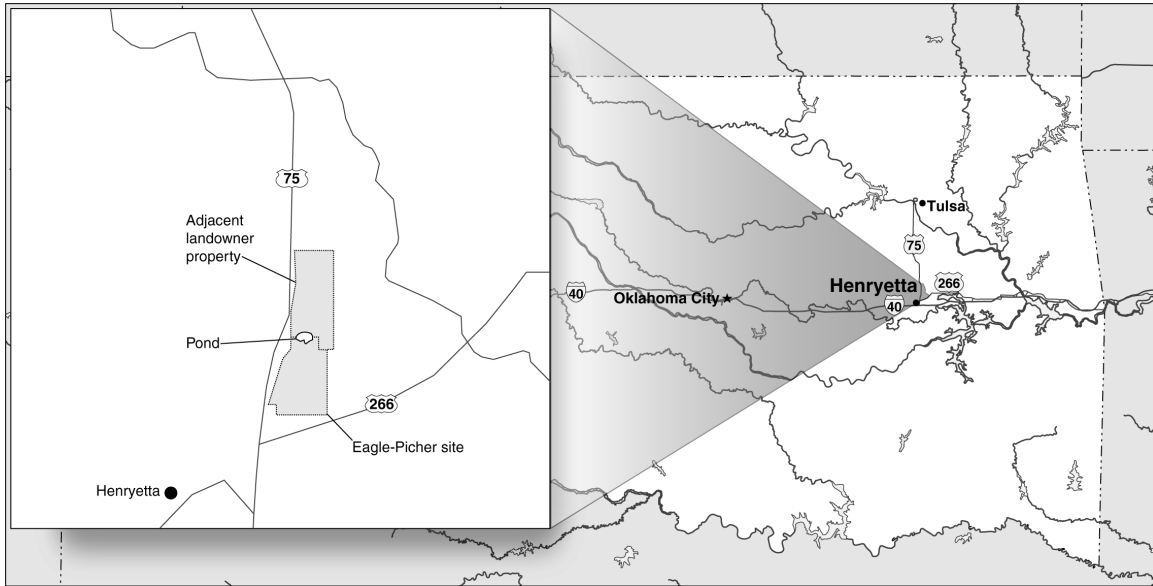 75
Adjacent
landowner
property
Pond
266
Eagle-Picher site
Henryetta
Tulsa
75
Henryetta
266
40
Oklahoma City
40